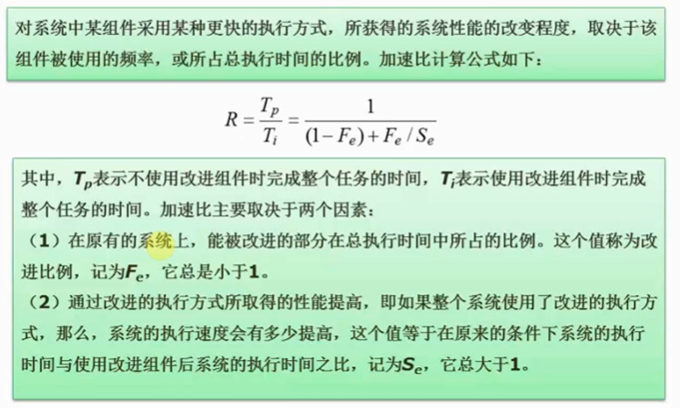 对系统中某组件采用某种更快的执行方式，所获得的系统性能的改变程度，取决于该
组件被使用的频率，或所占总执行时间的比例。加速比计算公式如下：
R = Tp/Ti = 1/((1−Fe)+Fe/Se)
其中，Tp表示不使用改进组件时完成整个任务的时间，Ti表示使用改进组件时完成
整个任务的时间。加速比主要取决于两个因素：
（1）在原有的系统上，能被改进的部分在总执行时间中所占的比例。这个值称为改
进比例，记为Fe，它总是小于1。
（2）通过改进的执行方式所取得的性能提高，即如果整个系统使用了改进的执行方
式，那么，系统的执行速度会有多少提高，这个值等于在原来的条件下系统的执行
时间与使用改进组件后系统的执行时间之比，记为Se，它总大于1。